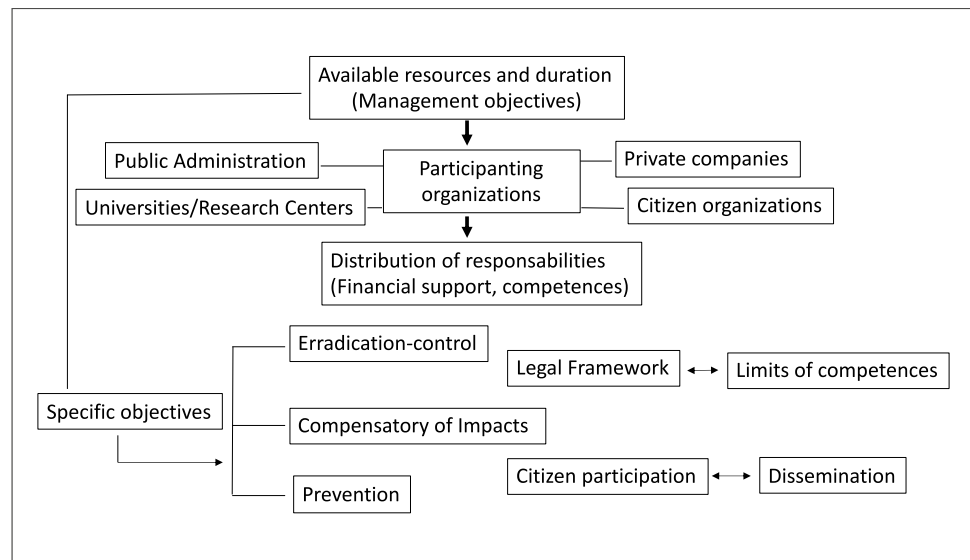 Available resources and duration
(Management objectives)
Public Administration
Participanting
organizations
Private companies
Universities/Research Centers
Citizen organizations
Distribution of responsabilities
(Financial support, competences)
Erradication-control
Legal Framework
Limits of competences
Specific objectives
Compensatory of Impacts
Citizen participation
Dissemination
Prevention